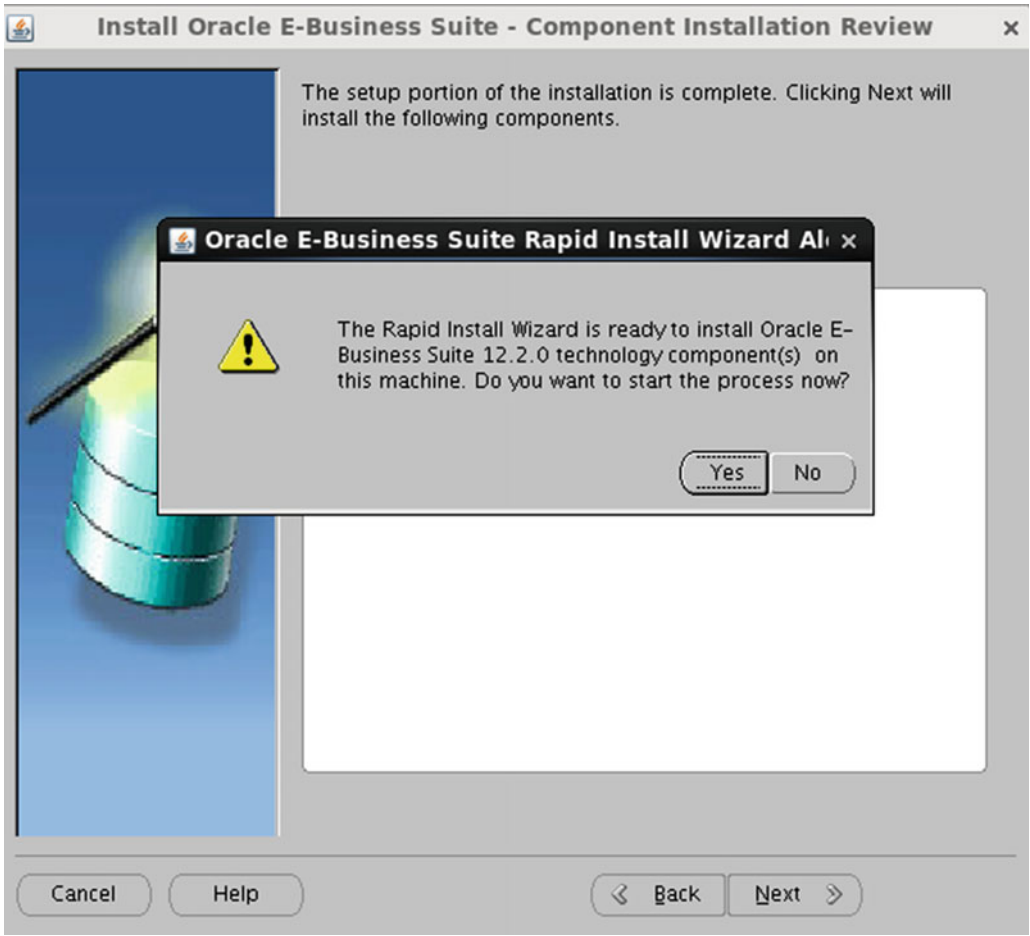 Install Oracle E-Business Suite - Component Installation Review
The setup portion of the installation is complete. Clicking Next will
install the following components.
Oracle E-Business Suite Rapid Install Wizard Al
The Rapid Install Wizard is ready to install Oracle E-
Business Suite 12.2.0 technology component(s) on
this machine. Do you want to start the process now?
Yes No
Cancel Help Back Next